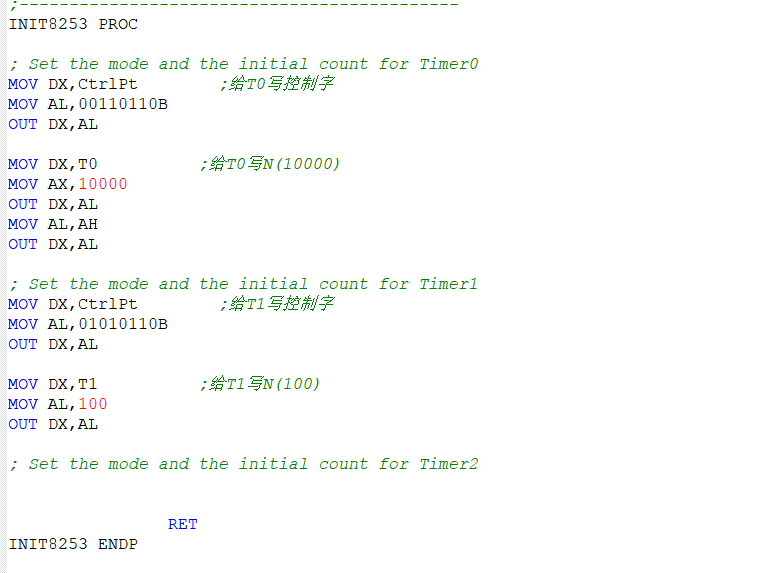 ;--------------------------------------------
INIT8253 PROC
; Set the mode and the initial count for Timer0
MOV DX,CtrlPt ;给T0写控制字
MOV AL,00110110B
OUT DX,AL
MOV DX,T0 ;给T0写N(10000)
MOV AX,10000
OUT DX,AL
MOV AL,AH
OUT DX,AL
; Set the mode and the initial count for Timer1
MOV DX,CtrlPt ;给T1写控制字
MOV AL,01010110B
OUT DX,AL
MOV DX,T1 ;给T1写N(100)
MOV AL,100
OUT DX,AL
; Set the mode and the initial count for Timer2
RET
INIT8253 ENDP